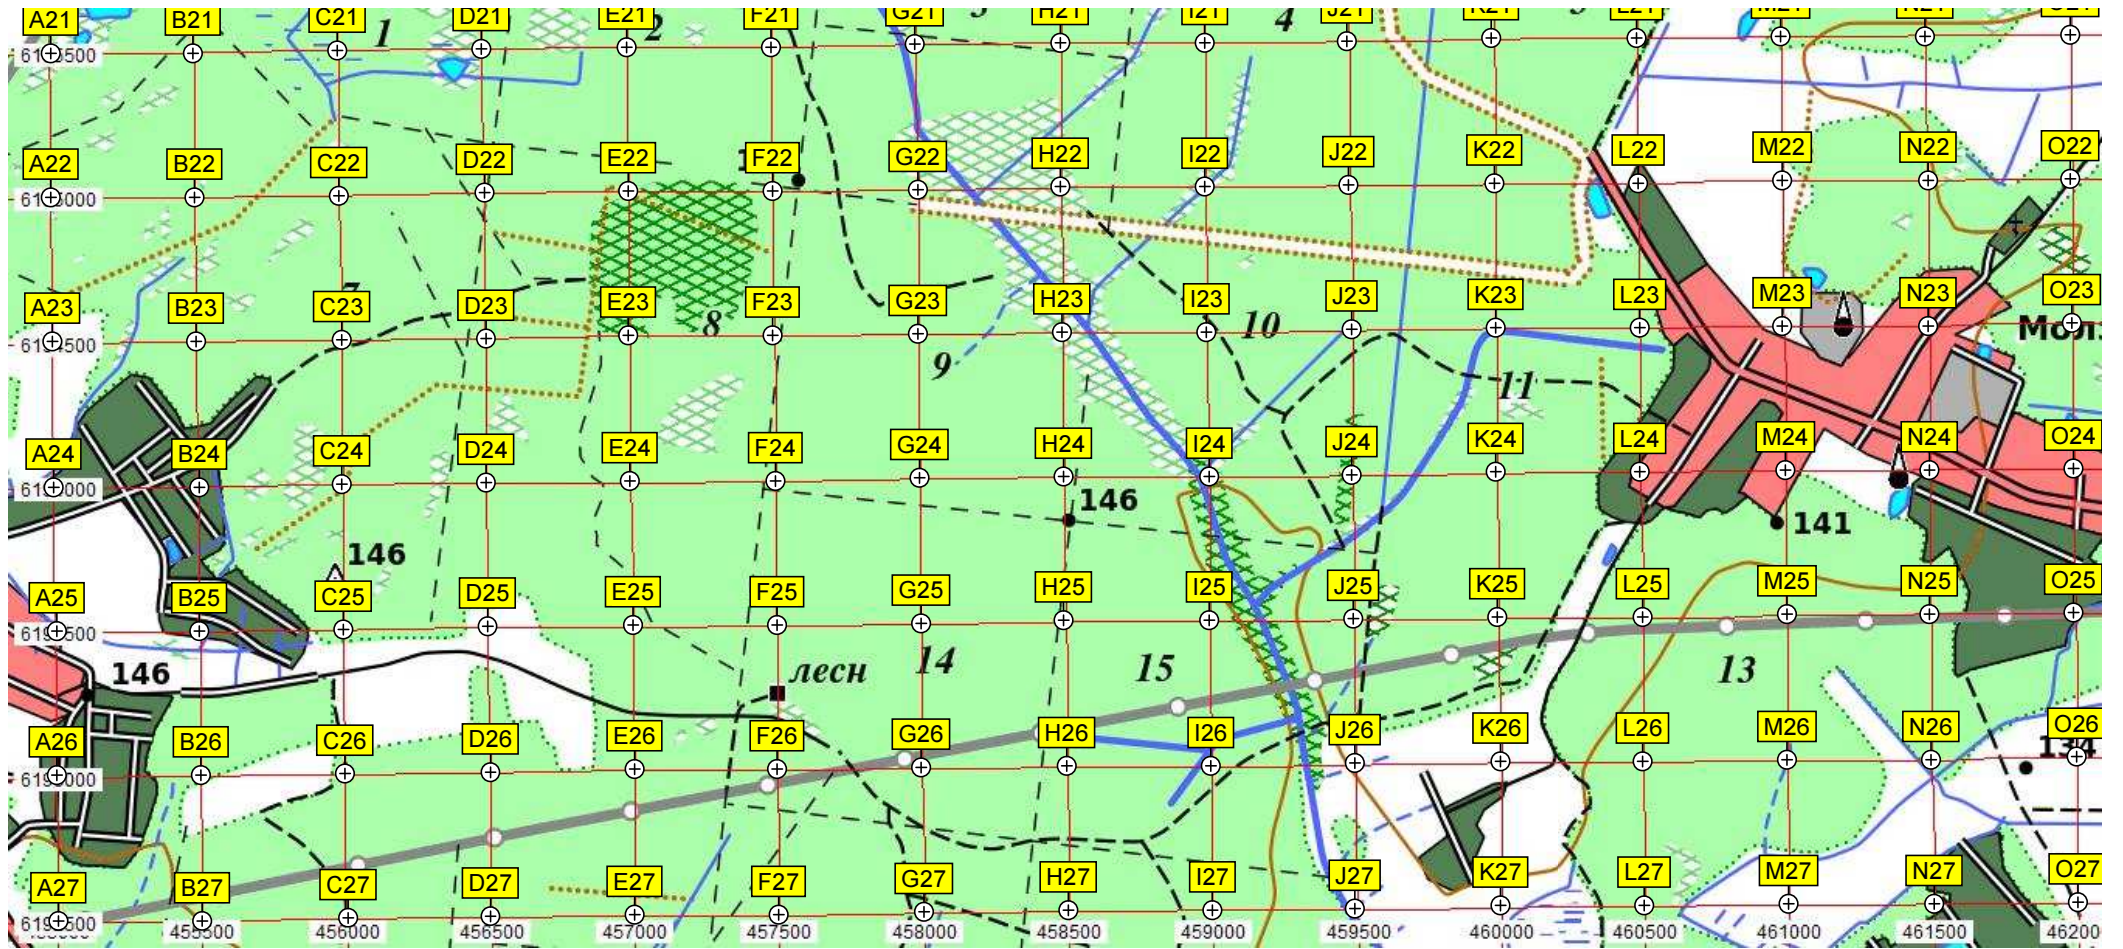 A21 B21 C21 D21 E21 F21 G21 H21 I21 J21 K21 L21 M21 N21 O21
1 2 4
A22 B22 C22 D22 E22 F22 G22 H22 I22 J22 K22 L22 M22 N22 O22
A23 B23 C23 D23 E23 F23 G23 H23 I23 J23 K23 L23 M23 N23 O23
7 8 9 10 11
A24 B24 C24 D24 E24 F24 G24 H24 I24 J24 K24 L24 M24 N24 O24
146 146 141
A25 B25 C25 D25 E25 F25 G25 H25 I25 J25 K25 L25 M25 N25 O25
146 лесн 14 15 13
A26 B26 C26 D26 E26 F26 G26 H26 I26 J26 K26 L26 M26 N26 O26
134
A27 B27 C27 D27 E27 F27 G27 H27 I27 J27 K27 L27 M27 N27 O27
455500 456000 456500 457000 457500 458000 458500 459000 459500 460000 460500 461000 461500